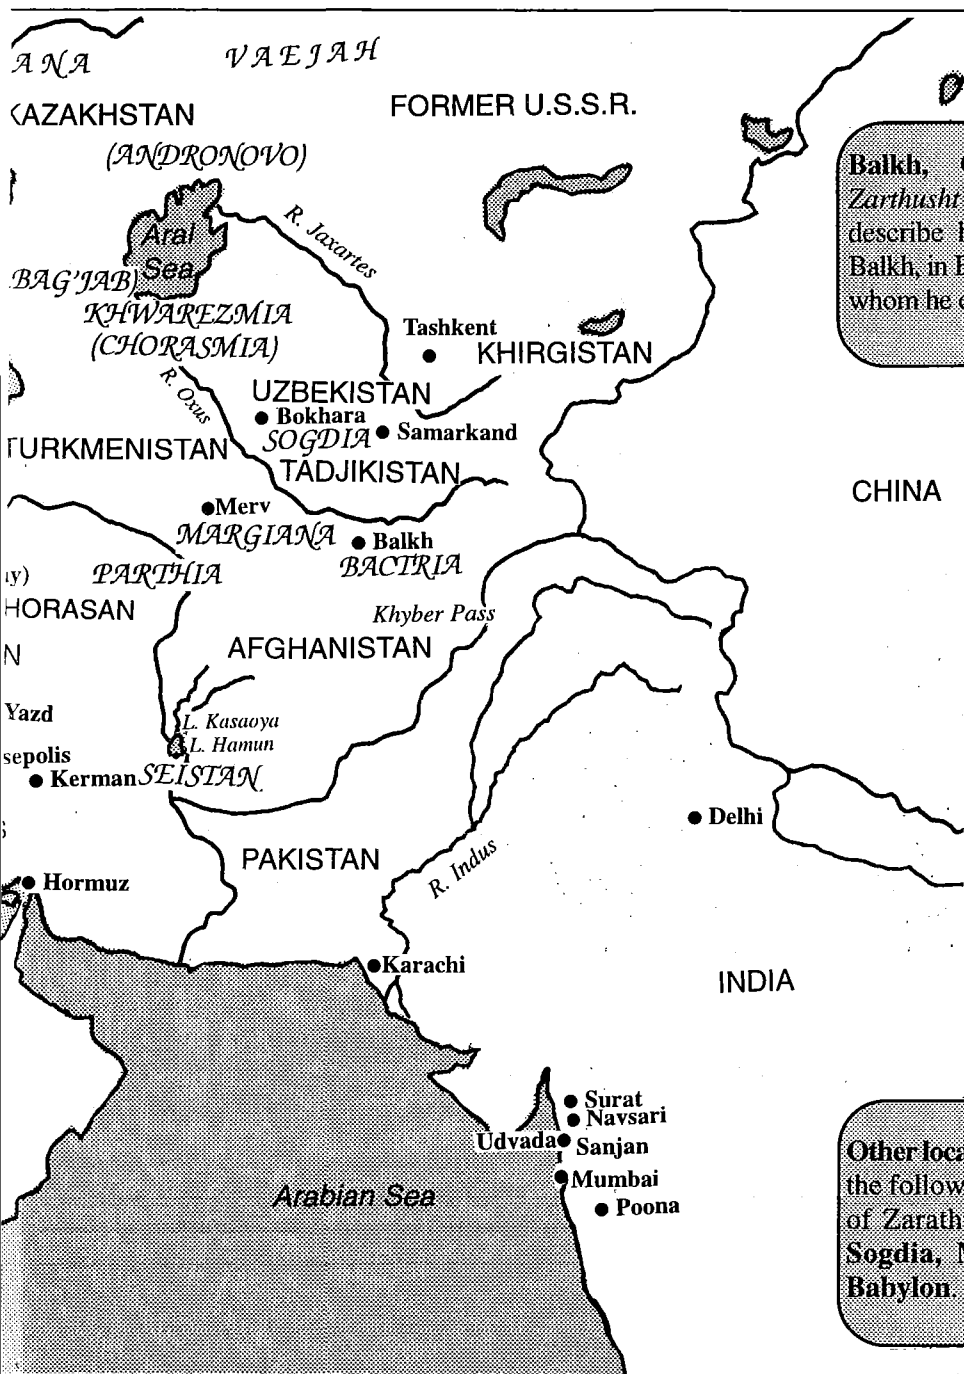 ANA
VAEJAH
KAZAKHSTAN
FORMER U.S.S.R.
(ANDRONOVO)
Balkh,
Zarthusht
describe
Balkh, in
whom he
R. Jaxartes
Aral
Sea
BAG'JAB)
KHWAREZMIA
(CHORASMIA)
Tashkent
KHIRGISTAN
R. Oxus
UZBEKISTAN
Bokhara
SOGDIA
Samarkand
TURKMENISTAN
TADJIKISTAN
CHINA
Merv
MARGIANA
Balkh
BACTRIA
PARTHIA
HORASAN
Khyber Pass
AFGHANISTAN
N
Yazd
L. Kasaoya
L. Hamun
sepolis
Kerman
SEISTAN
Delhi
PAKISTAN
R. Indus
Hormuz
Karachi
INDIA
Surat
Navsari
Udvada
Sanjan
Mumbai
Poona
Arabian Sea
Other loca
the follow
of Zarath
Sogdia,
Babylon.